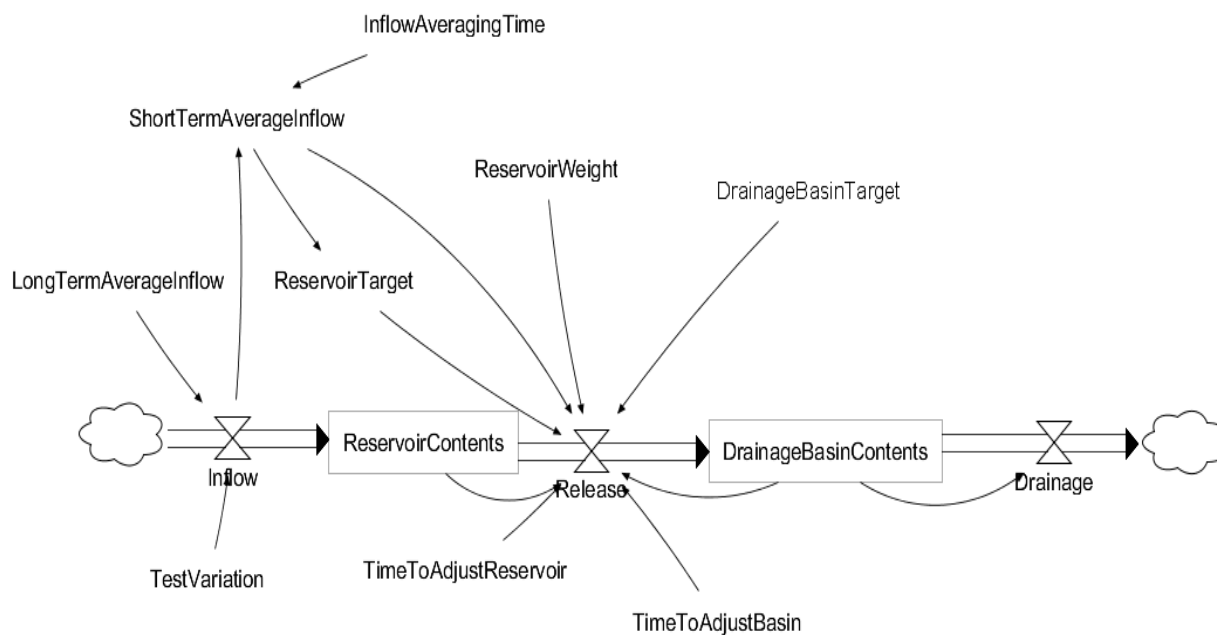 InflowAveragingTime
ShortTermAverageInflow
ReservoirWeight
DrainageBasinTarget
LongTermAverageInflow
ReservoirTarget
ReservoirContents
DrainageBasinContents
Inflow
Release
Drainage
TestVariation
TimeToAdjustReservoir
TimeToAdjustBasin